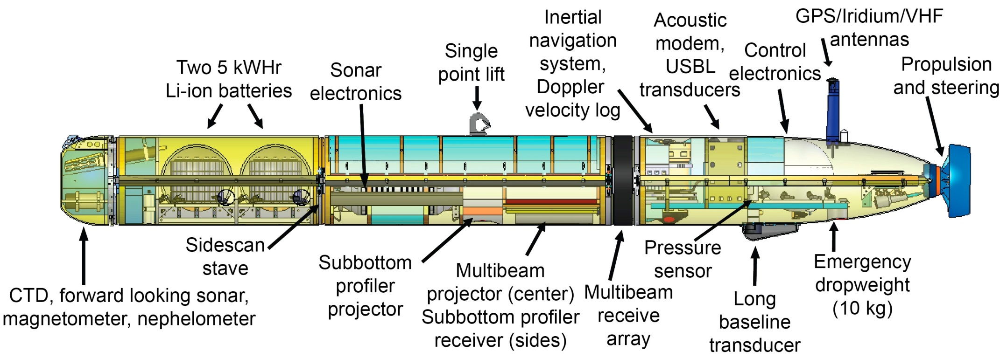 Two 5 kWHr
Li-ion batteries
Sonar
electronics
Single
point lift
Inertial
navigation
system,
Doppler
velocity log
Acoustic
modem,
USBL
transducers
Control
electronics
GPS/Iridium/VHF
antennas
Propulsion
and steering
CTD, forward looking sonar,
magnetometer, nephelometer
Sidescan
stave
Subbottom
profiler
projector
Multibeam
projector (center)
Subbottom profiler
receiver (sides)
Multibeam
receive
array
Pressure
sensor
Long
baseline
transducer
Emergency
dropweight
(10 kg)